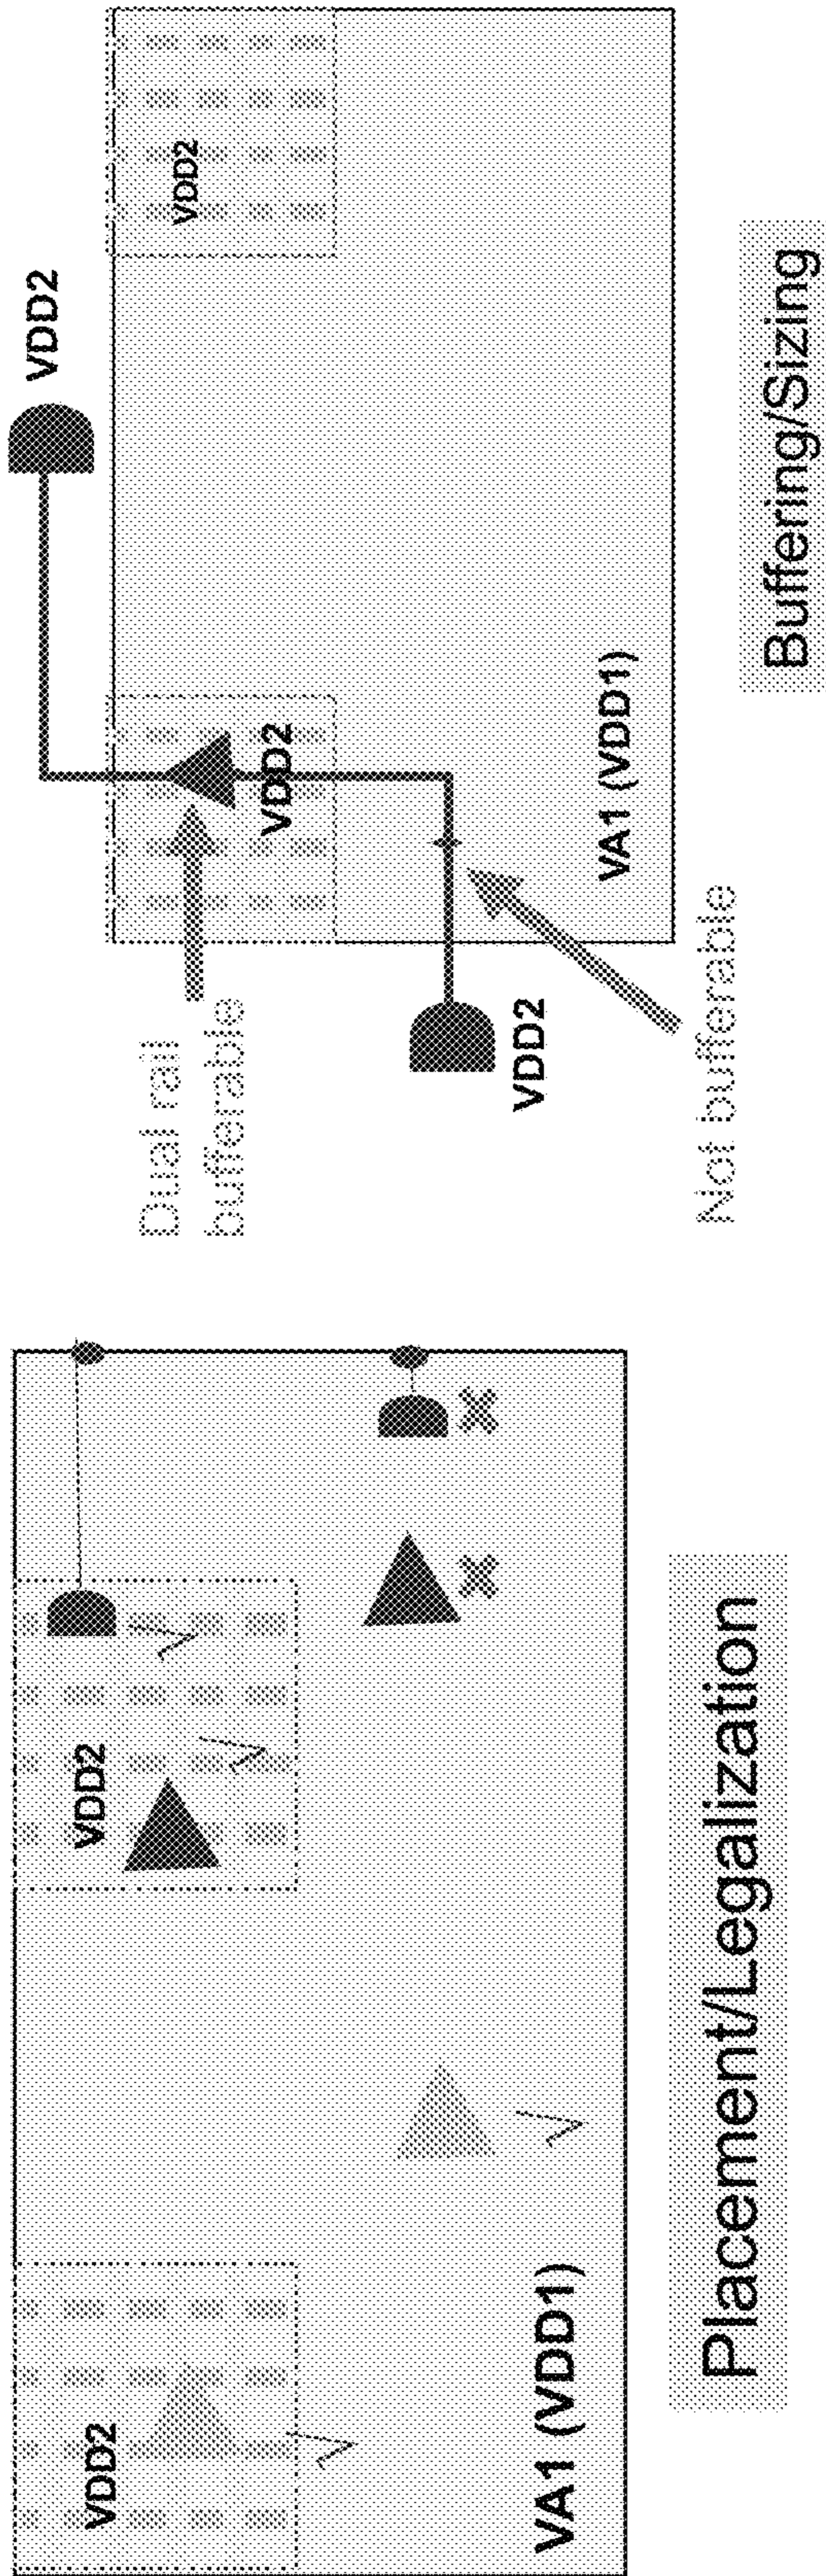 VDD2
VDD2
VA1 (VDD1)
Placement/Legalization
Dual rail
bufferable
VDD2
VDD2
VDD2
VDD2
VA1 (VDD1)
Not bufferable
Buffering/Sizing